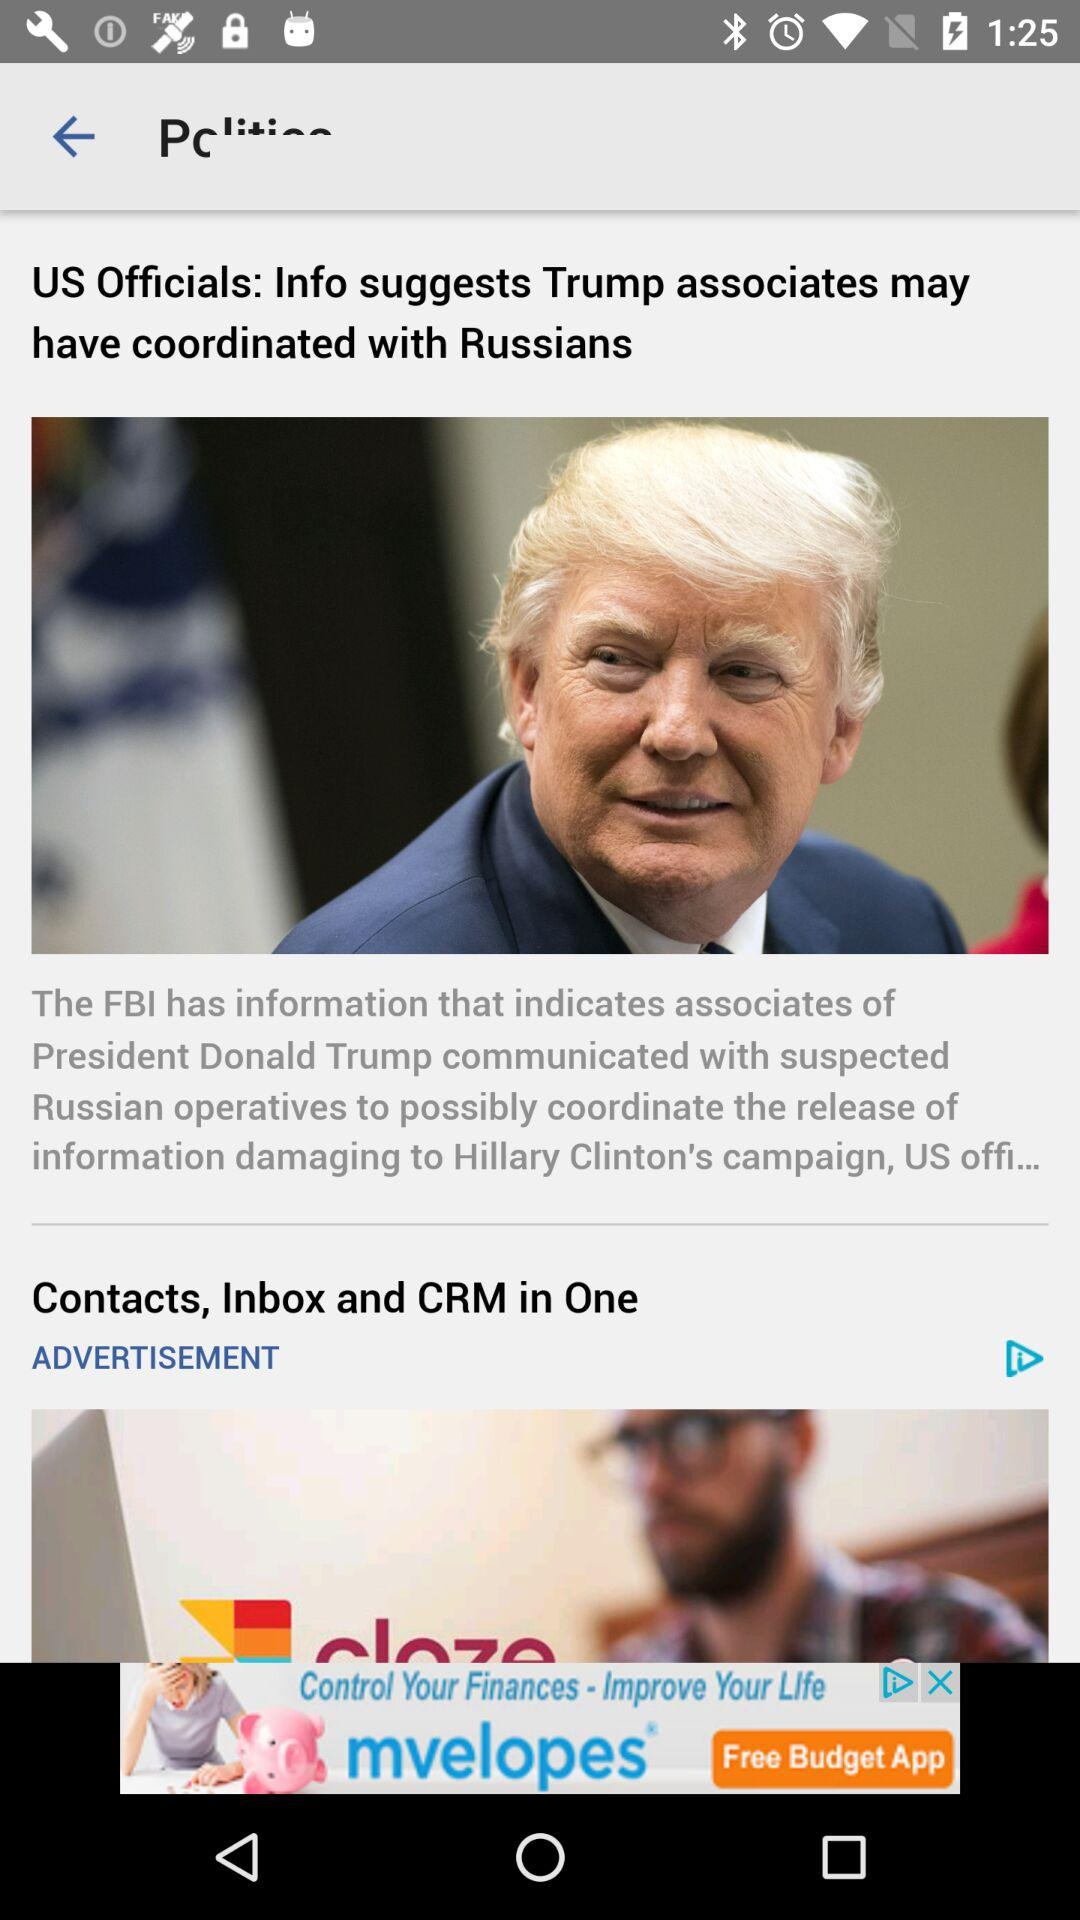 FAKE
1:25
Politics
US Officials: Info suggests Trump associates may
have coordinated with Russians
The FBI has information that indicates associates of
President Donald Trump communicated with suspected
Russian operatives to possibly coordinate the release of
information damaging to Hillary Clinton's campaign, US offi...
Contacts, Inbox and CRM in One
ADVERTISEMENT
cloze
Control Your Finances - Improve Your LIfe
mvelopes®
Free Budget App